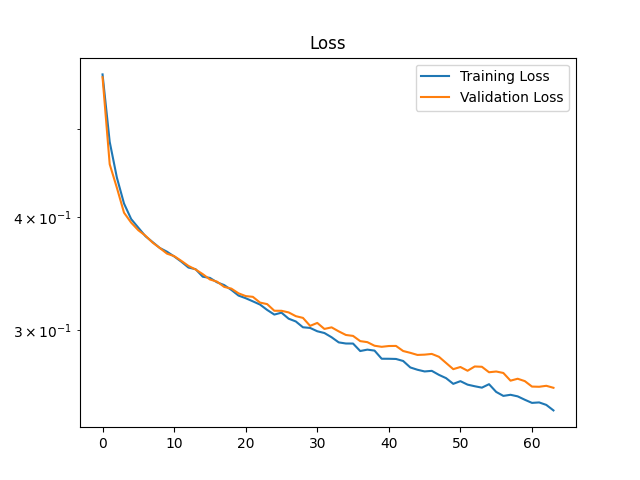 Loss
Training Loss
Validation Loss
4 × 10⁻¹
3 × 10⁻¹
0 10 20 30 40 50 60